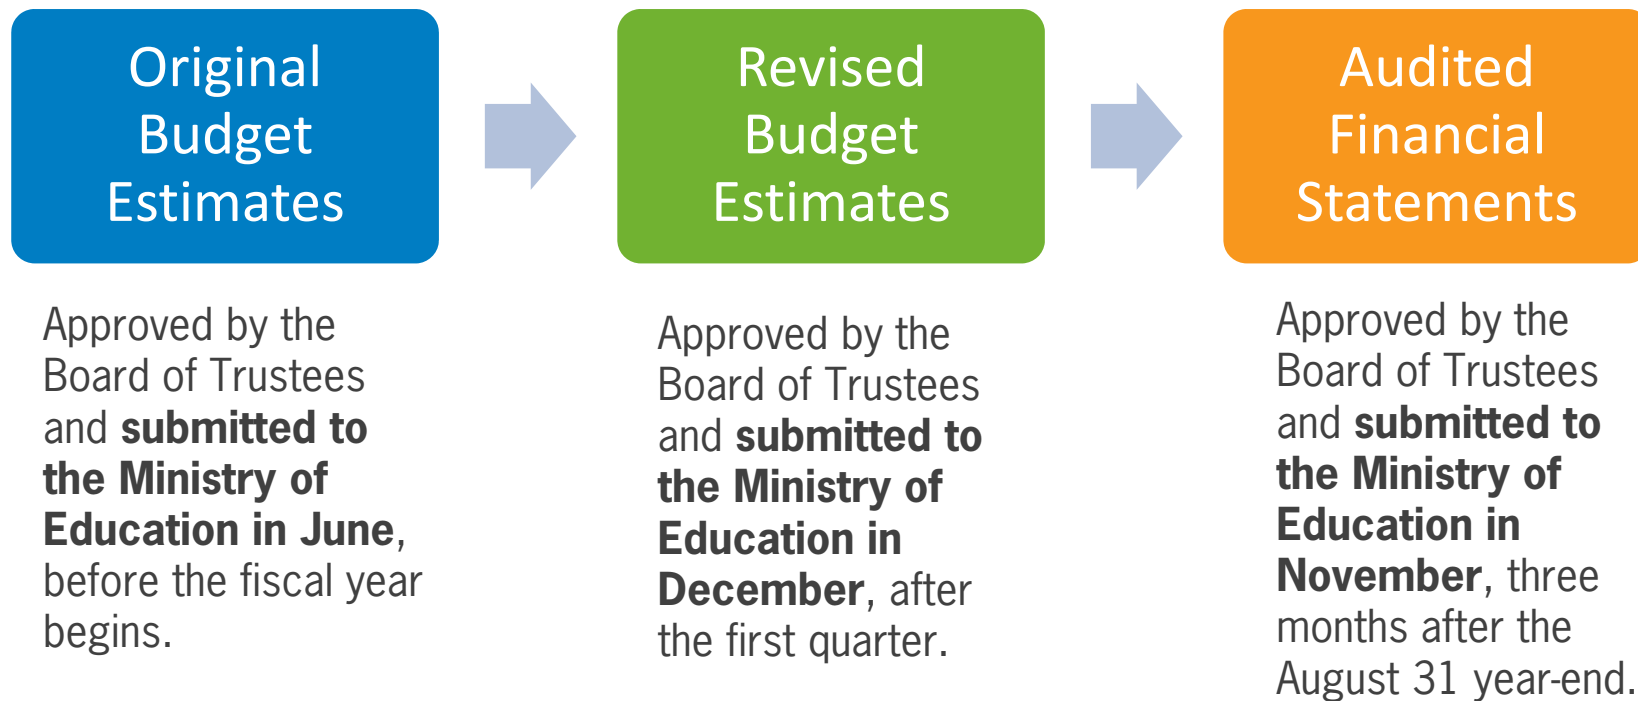 Original
Budget
Estimates
Approved by the
Board of Trustees
and submitted to
the Ministry of
Education in June,
before the fiscal year
begins.
Revised
Budget
Estimates
Approved by the
Board of Trustees
and submitted to
the Ministry of
Education in
December, after
the first quarter.
Audited
Financial
Statements
Approved by the
Board of Trustees
and submitted to
the Ministry of
Education in
November, three
months after the
August 31 year-end.